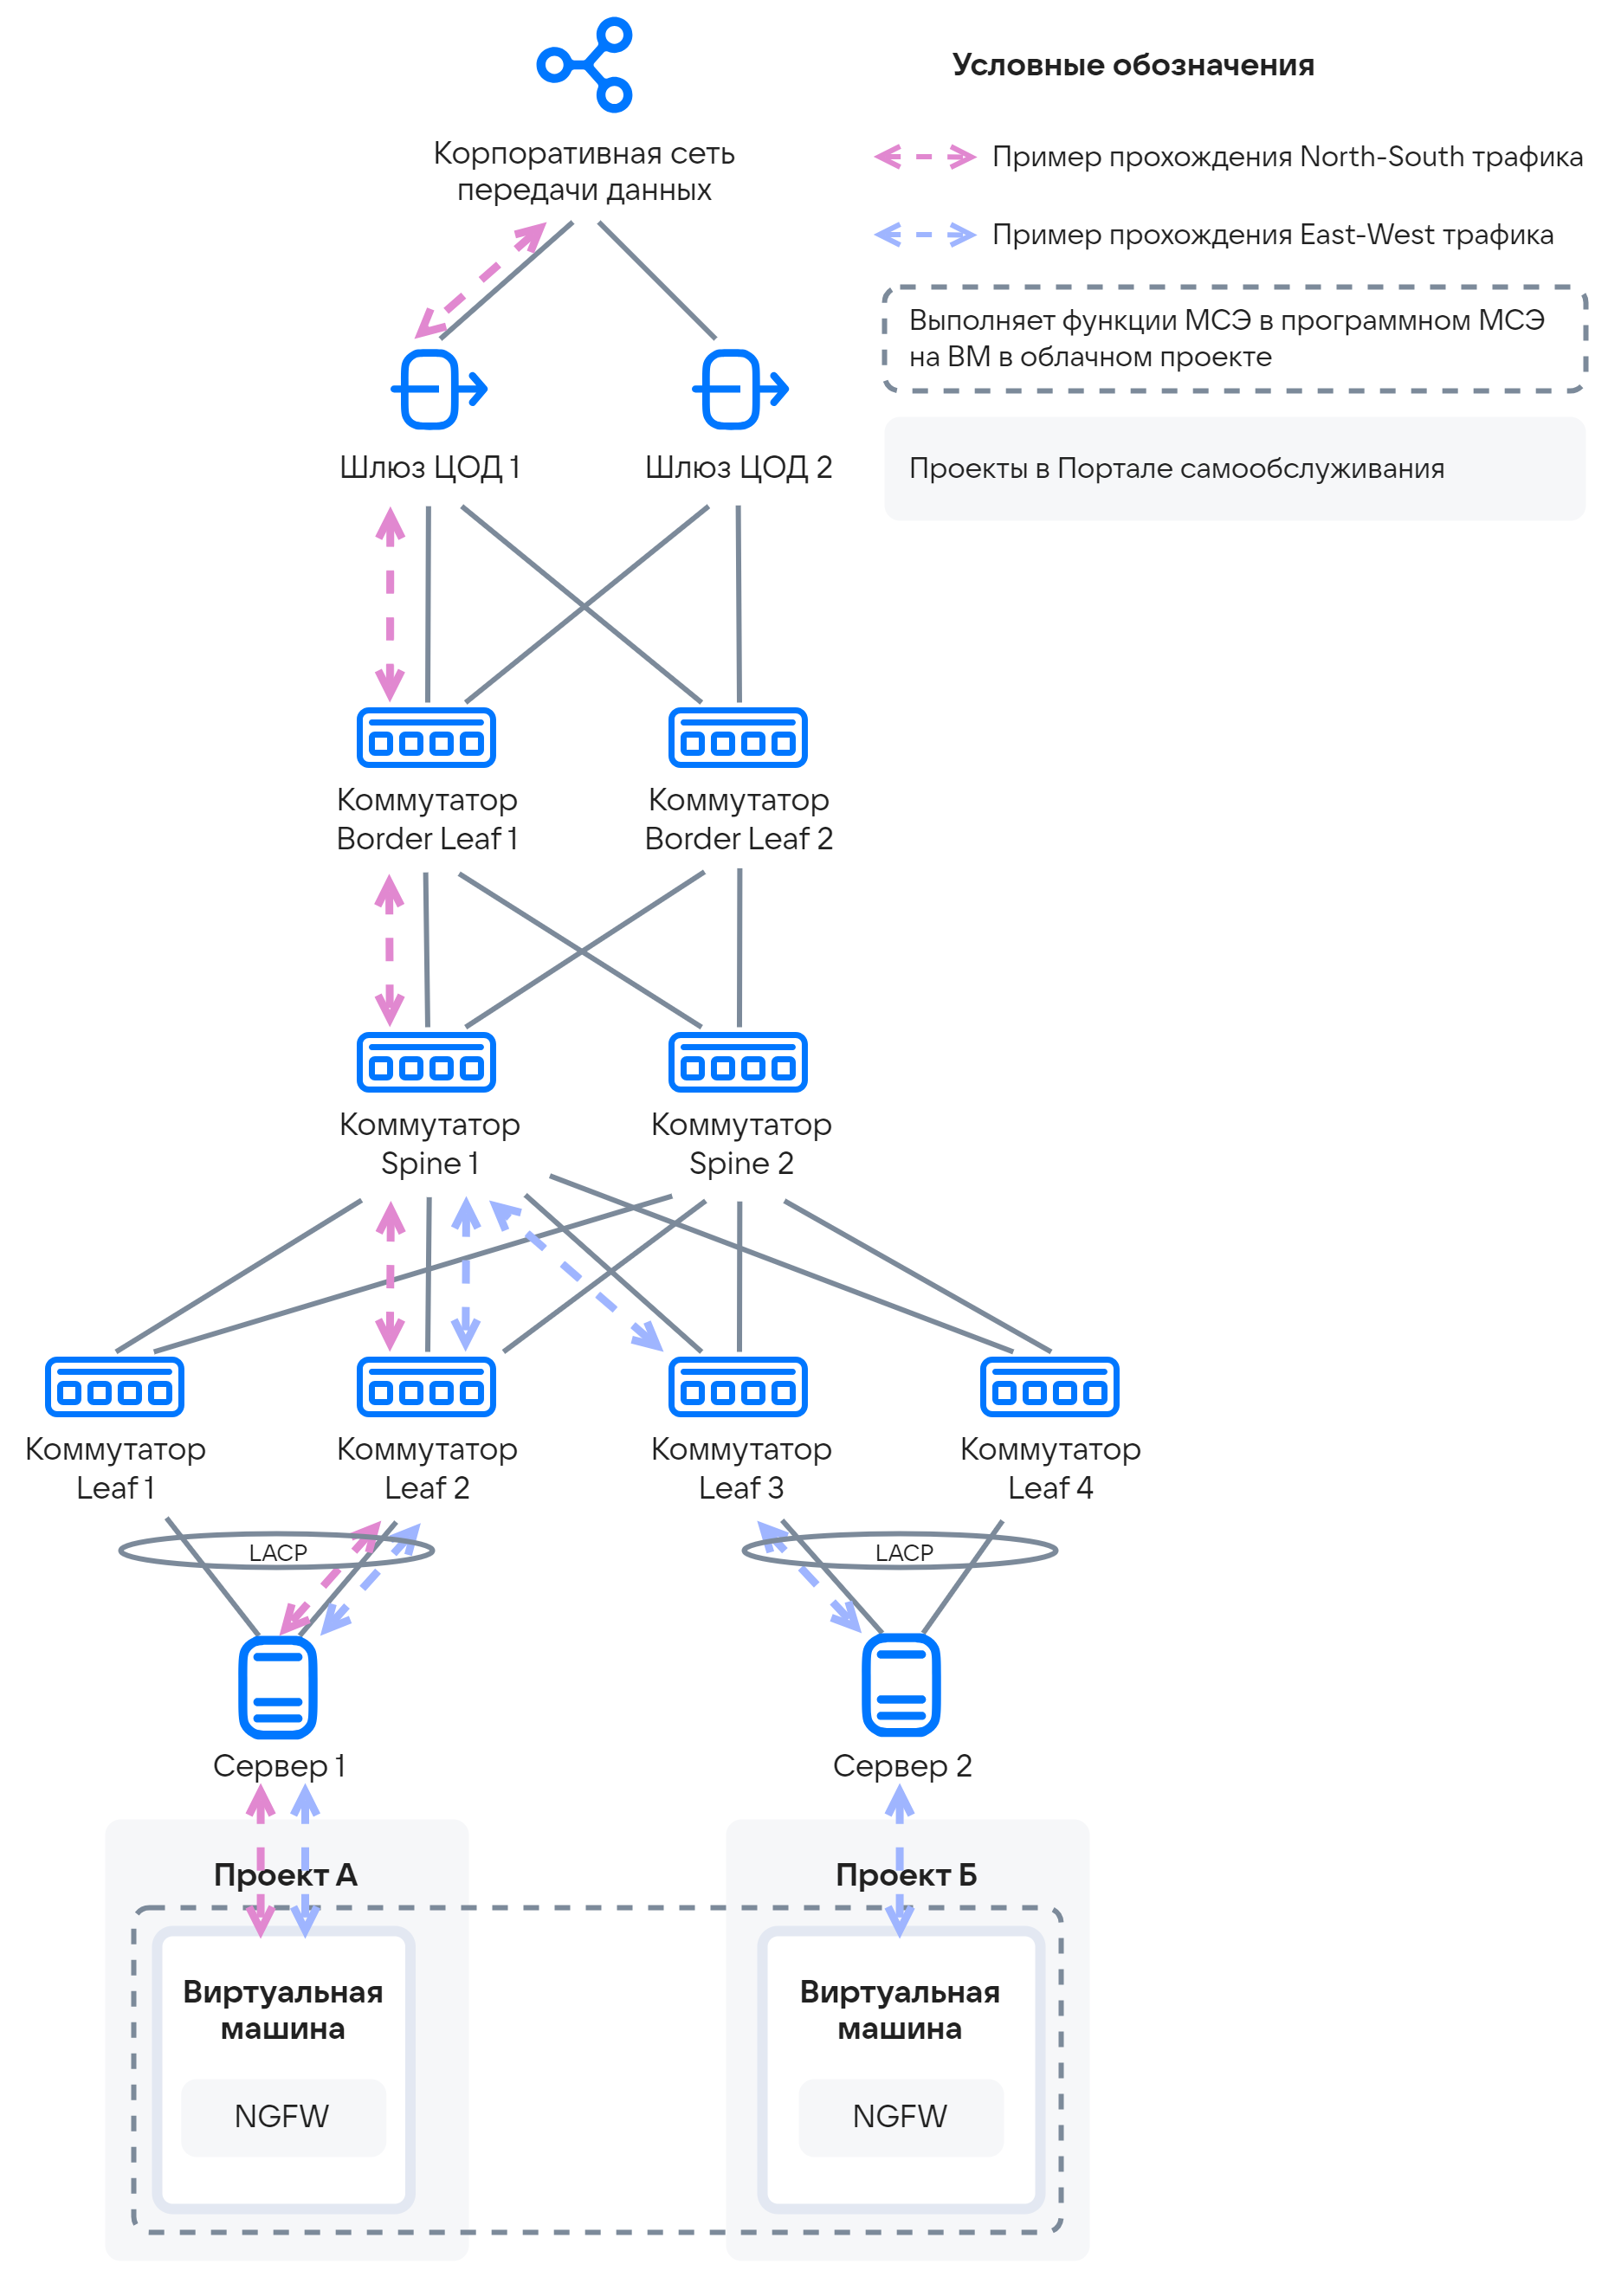 Условные обозначения
Пример прохождения North-South трафика
Пример прохождения East-West трафика
Выполняет функции МСЭ в программном МСЭ
на ВМ в облачном проекте
Проекты в Портале самообслуживания
Корпоративная сеть
передачи данных
Шлюз ЦОД 1
Шлюз ЦОД 2
Коммутатор
Border Leaf 1
Коммутатор
Border Leaf 2
Коммутатор
Spine 1
Коммутатор
Spine 2
Коммутатор
Leaf 1
Коммутатор
Leaf 2
Коммутатор
Leaf 3
Коммутатор
Leaf 4
LACP
LACP
Сервер 1
Сервер 2
Проект А
Проект Б
Виртуальная
машина
NGFW
Виртуальная
машина
NGFW